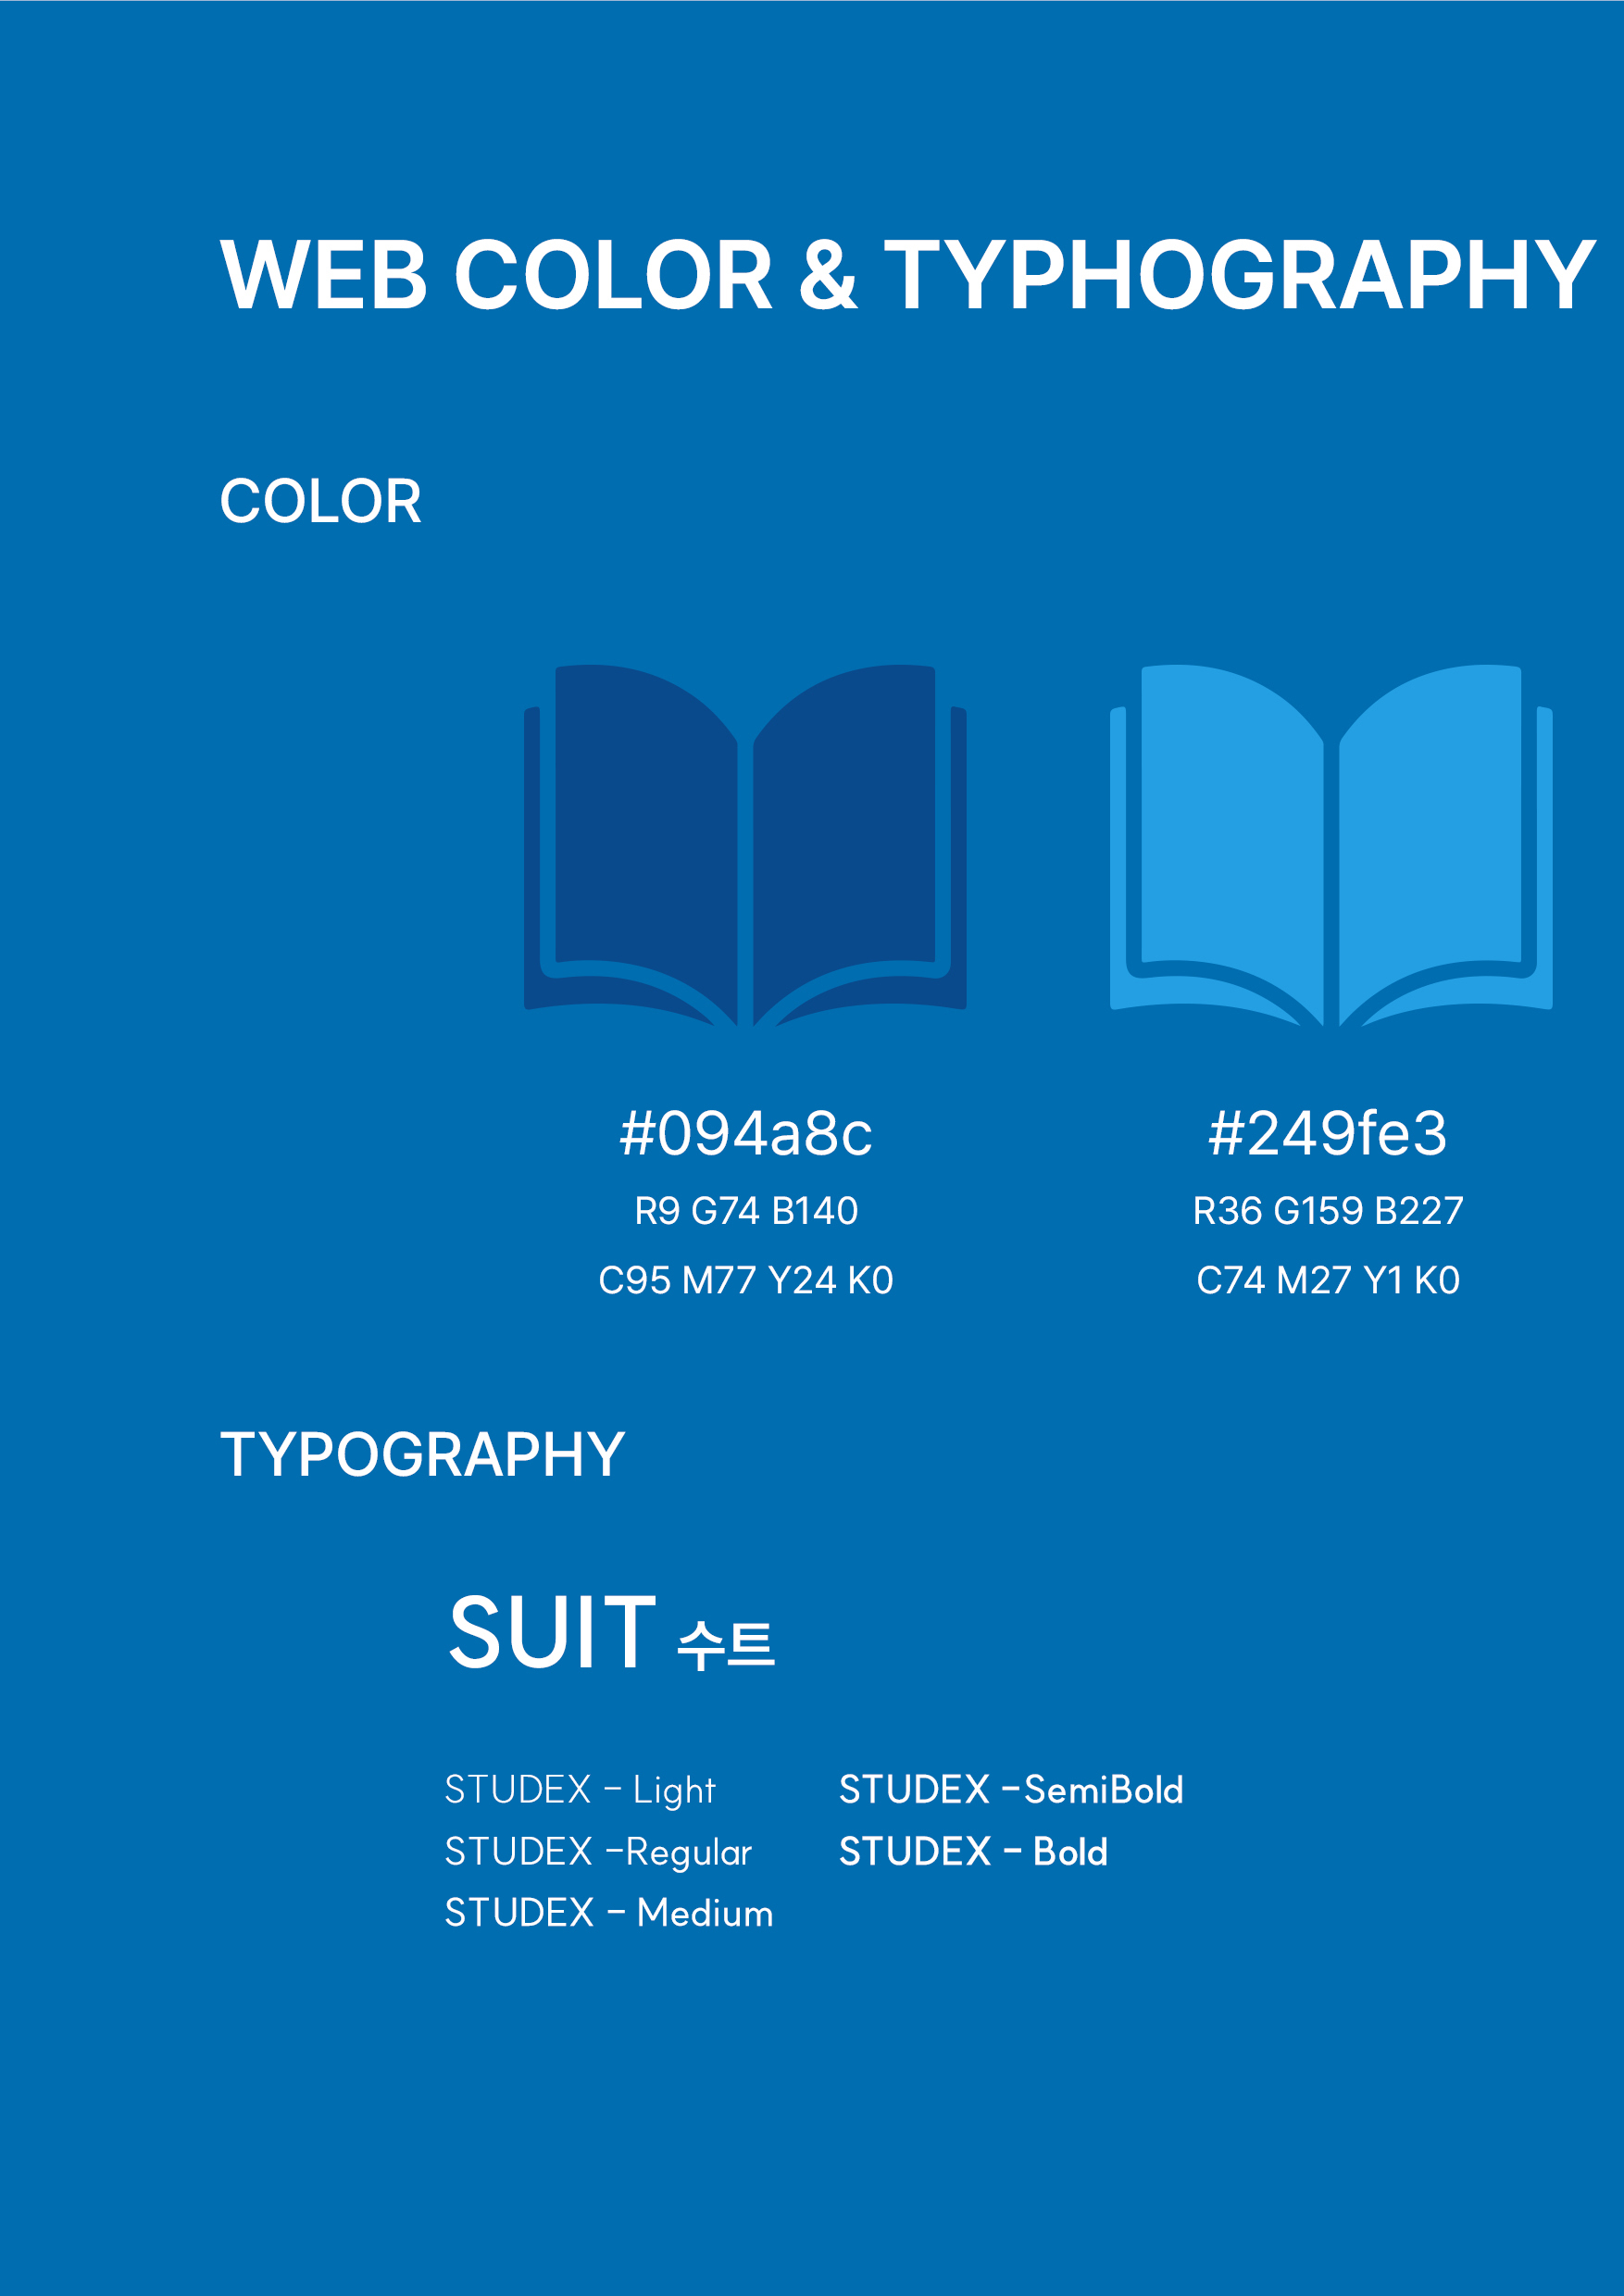 WEB COLOR & TYPHOGRAPHY
COLOR
#094a8c
R9 G74 B140
C95 M77 Y24 K0
#249fe3
R36 G159 B227
C74 M27 Y1 K0
TYPOGRAPHY
SUIT 수트
STUDEX - Light
STUDEX -Regular
STUDEX - Medium
STUDEX -SemiBold
STUDEX - Bold